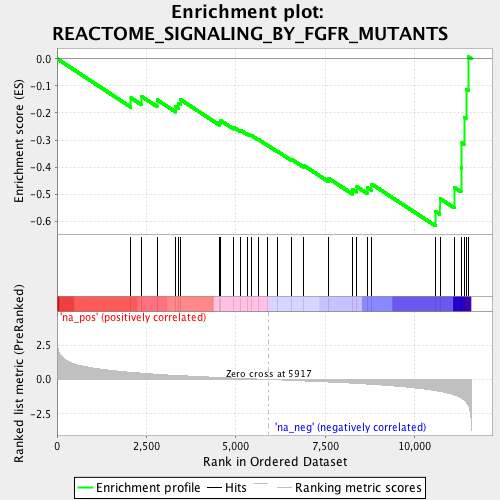 Enrichment plot:
REACTOME_SIGNALING_BY_FGFR_MUTANTS
Enrichment score (ES)
0.0
-0.1
-0.2
-0.3
-0.4
-0.5
-0.6
'na_pos' (positively correlated)
Ranked list metric (PreRanked)
2.5
0.0
-2.5
Zero cross at 5917
'na_neg' (negatively correlated)
0
2,500
5,000
7,500
10,000
Rank in Ordered Dataset
Enrichment profile
Hits
Ranking metric scores